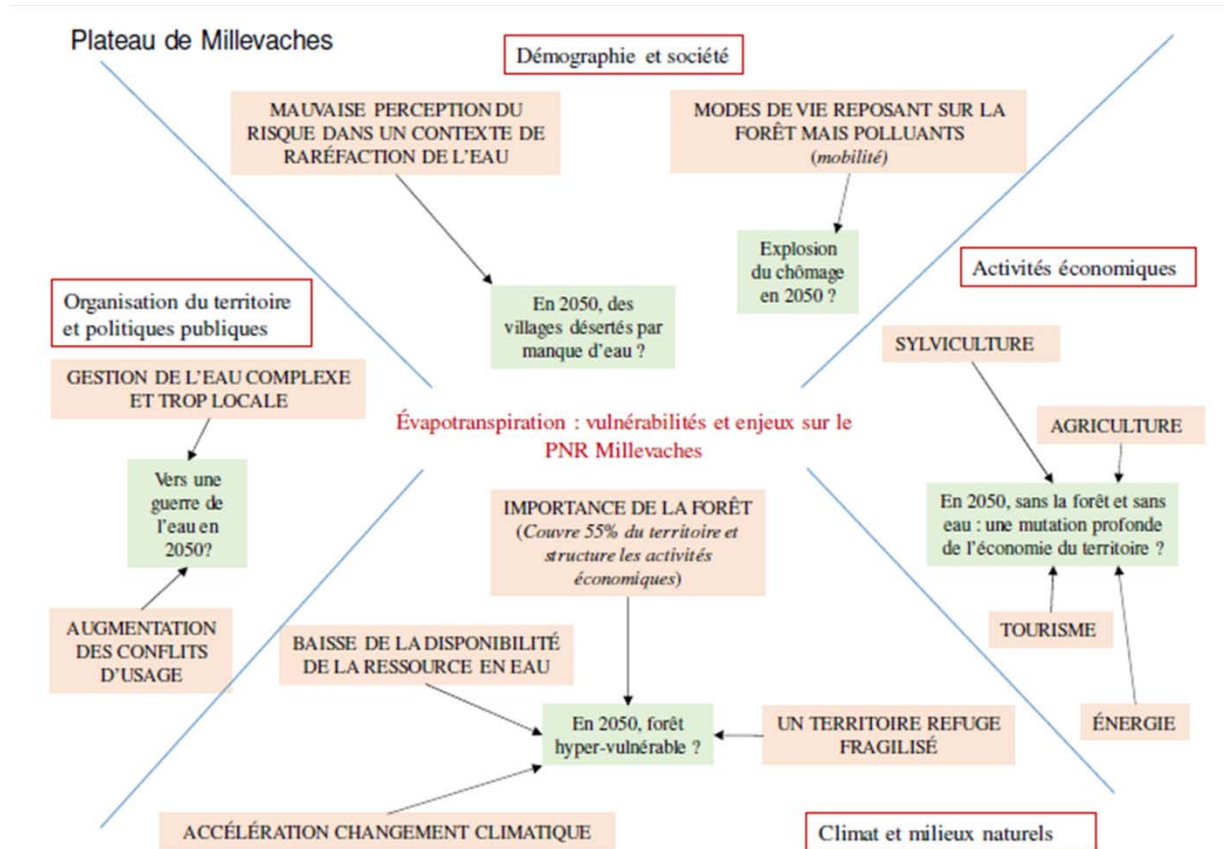 Plateau de Millevaches
Démographie et société
MAUVAISE PERCEPTION DU
RISQUE DANS UN CONTEXTE DE
RARÉFACTION DE L'EAU
MODES DE VIE REPOSANT SUR LA
FORÊT MAIS POLLUANTS
(mobilité)
Explosion
du chômage
en 2050 ?
En 2050, des
villages désertés par
manque d'eau ?
Activités économiques
SYLVICULTURE
AGRICULTURE
En 2050, sans la forêt et sans
eau : une mutation profonde
de l'économie du territoire ?
TOURISME
ÉNERGIE
Organisation du territoire
et politiques publiques
GESTION DE L'EAU COMPLEXE
ET TROP LOCALE
Vers une
guerre de
l'eau en
2050?
AUGMENTATION
DES CONFLITS
D'USAGE
Évapotranspiration : vulnérabilités et enjeux sur le
PNR Millevaches
IMPORTANCE DE LA FORÊT
(Couvre 55% du territoire et
structure les activités
économiques)
BAISSE DE LA DISPONIBILITÉ
DE LA RESSOURCE EN EAU
En 2050, forêt
hyper-vulnérable ?
UN TERRITOIRE REFUGE
FRAGILISÉ
ACCÉLÉRATION CHANGEMENT CLIMATIQUE
Climat et milieux naturels